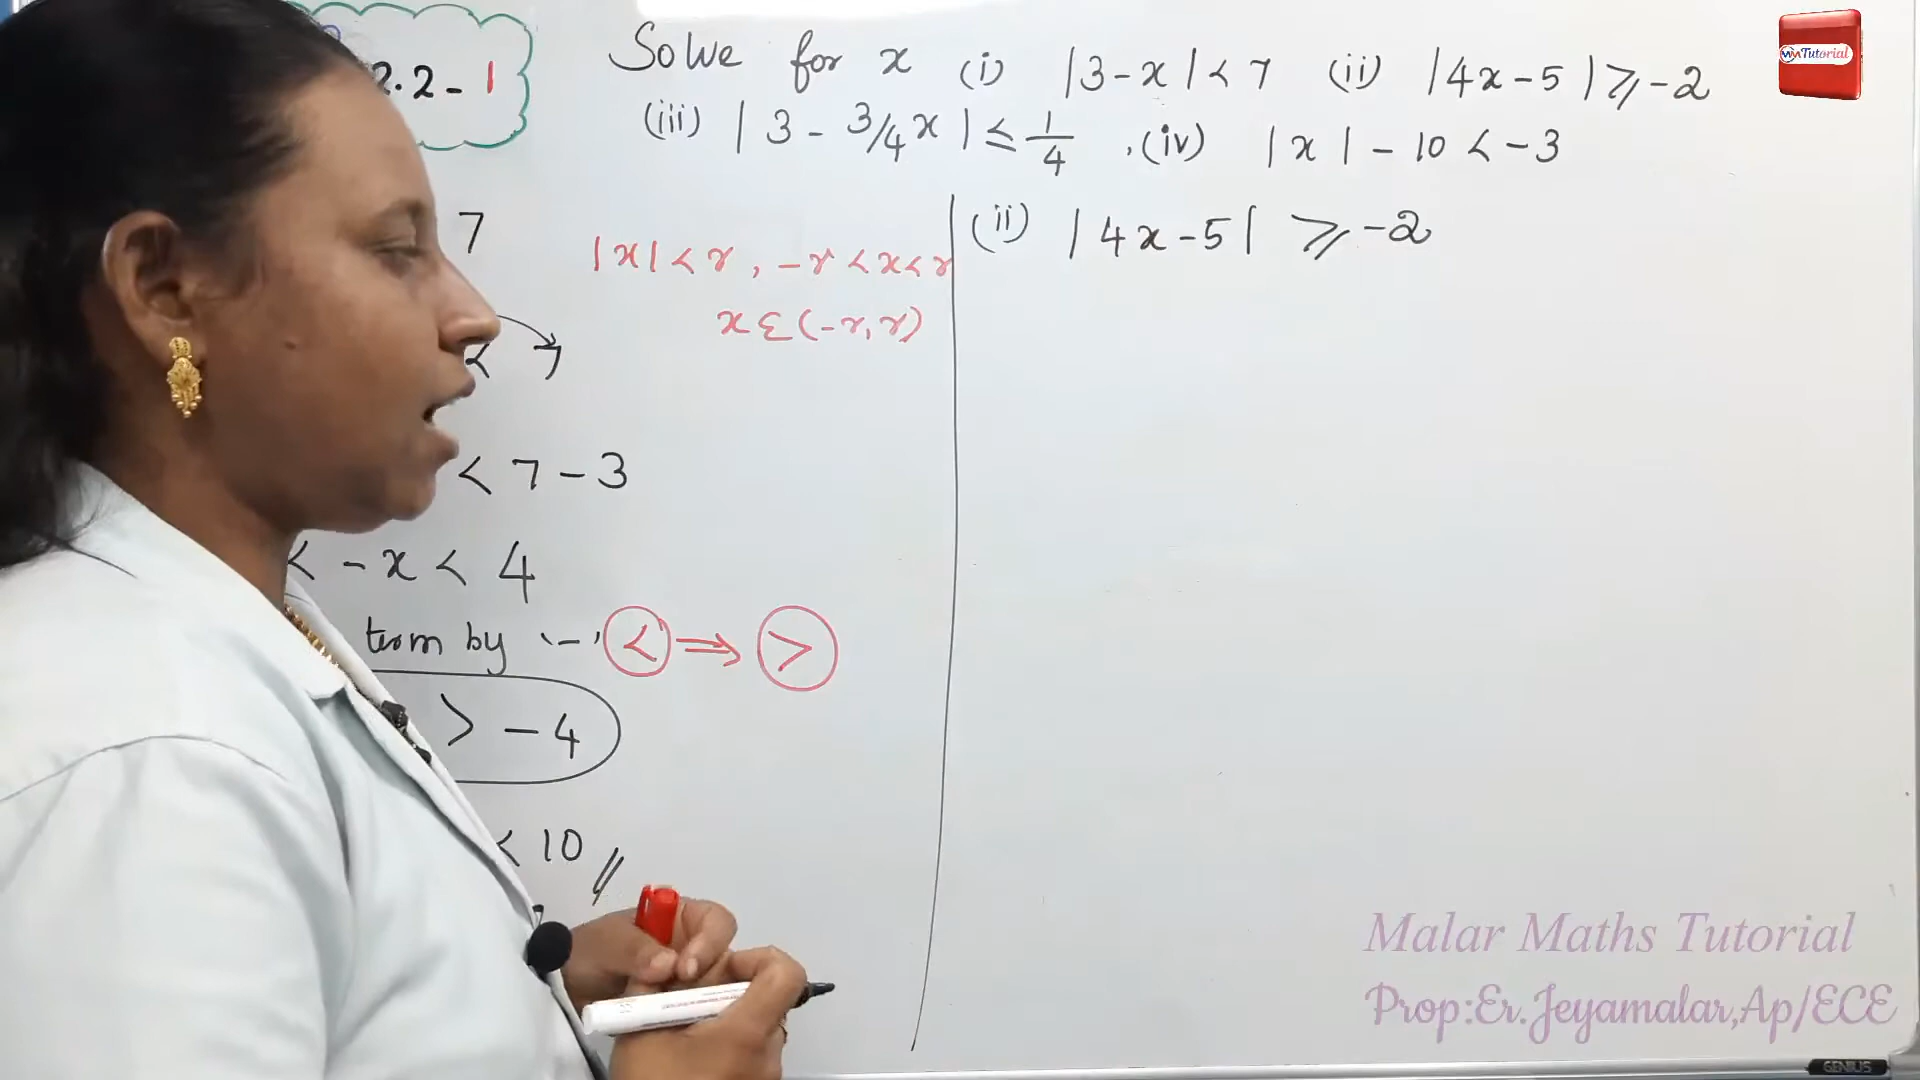 2.2 - 1
Solve for x (i) |3-x| < 7 (ii) |4x-5| ≥ -2
(iii) |3 - 3/4 x| ≤ 1/4 , (iv) |x| - 10 < -3
7
|x| < r, -r < x < r
x ∈ (-r, r)
< 7
< 7 - 3
< -x < 4
term by '-' < ⇒ >
> -4
< 10 //
(ii) |4x-5| ≥ -2
WMTutorial
Malar Maths Tutorial
Prop:Er.Jeyamalar,Ap/ECE
GENIUS